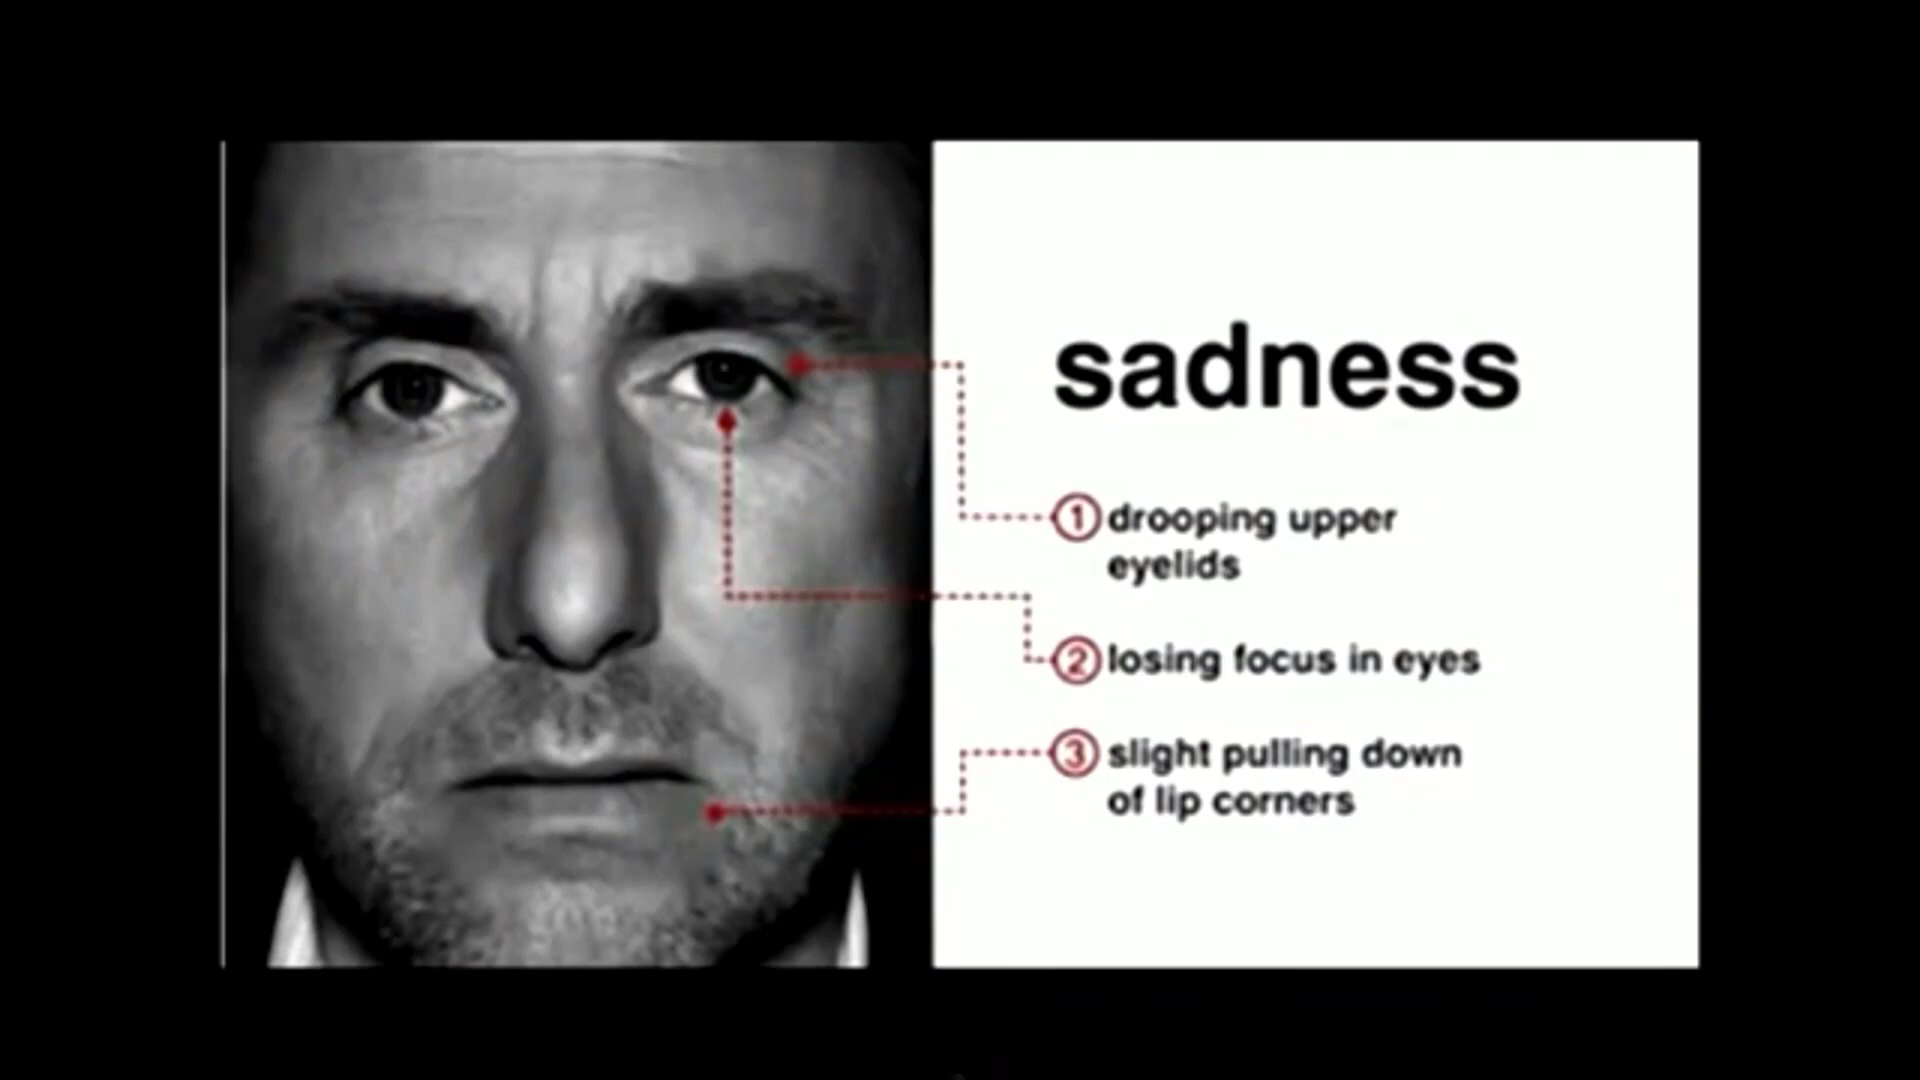 sadness
1 drooping upper
eyelids
2 losing focus in eyes
3 slight pulling down
of lip corners